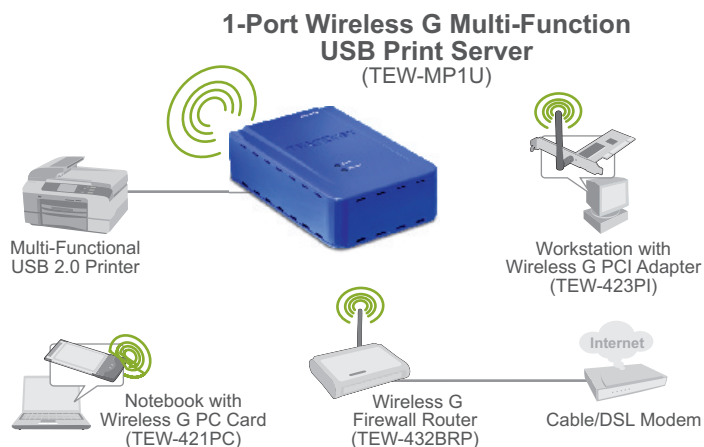 1-Port Wireless G Multi-Function
USB Print Server
(TEW-MP1U)
TRENDnet
Multi-Functional
USB 2.0 Printer
Workstation with
Wireless G PCI Adapter
(TEW-423PI)
Notebook with
Wireless G PC Card
(TEW-421PC)
Wireless G
Firewall Router
(TEW-432BRP)
Internet
Cable/DSL Modem